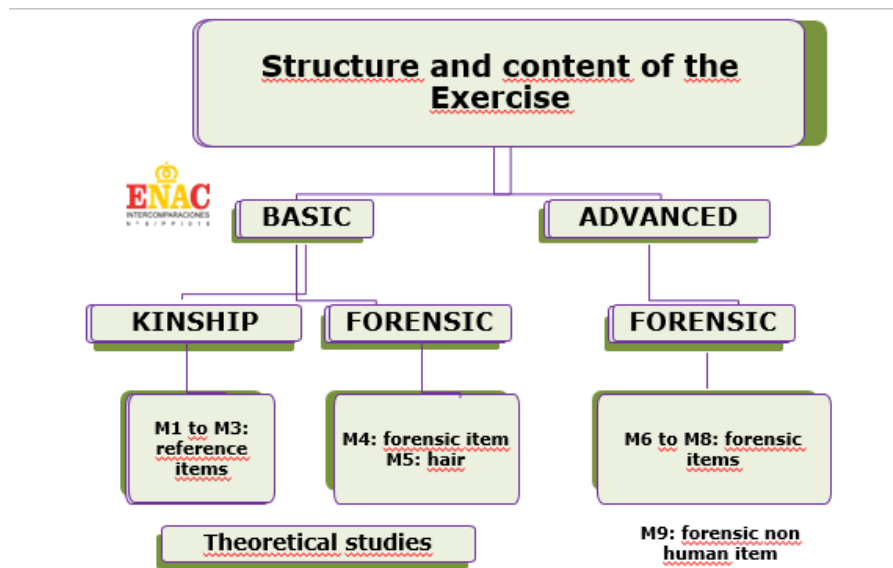 Structure and content of the
Exercise
ENAC
INTERCOMPARACIONES
BASIC
ADVANCED
KINSHIP
FORENSIC
FORENSIC
M1 to M3:
reference
items
M4: forensic item
M5: hair
M6 to M8: forensic
items
Theoretical studies
M9: forensic non
human item